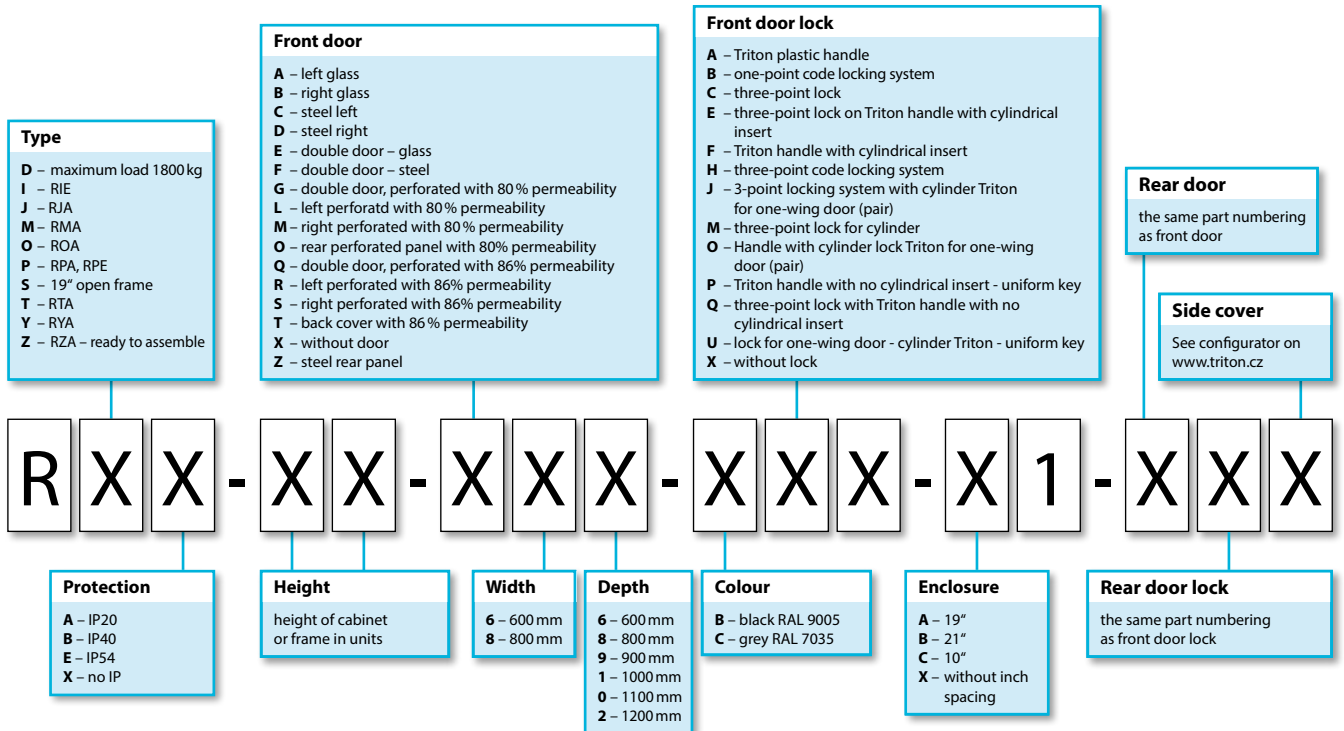 Type
D – maximum load 1800 kg
I – RIE
J – RJA
M – RMA
O – ROA
P – RPA, RPE
S – 19“ open frame
T – RTA
Y – RYA
Z – RZA – ready to assemble
Front door
A – left glass
B – right glass
C – steel left
D – steel right
E – double door – glass
F – double door – steel
G – double door, perforated with 80 % permeability
L – left perforatd with 80 % permeability
M – right perforated with 80 % permeability
O – rear perforated panel with 80% permeability
Q – double door, perforated with 86% permeability
R – left perforated with 86% permeability
S – right perforated with 86% permeability
T – back cover with 86 % permeability
X – without door
Z – steel rear panel
Front door lock
A – Triton plastic handle
B – one-point code locking system
C – three-point lock
E – three-point lock on Triton handle with cylindrical
insert
F – Triton handle with cylindrical insert
H – three-point code locking system
J – 3-point locking system with cylinder Triton
for one-wing door (pair)
M – three-point lock for cylinder
O – Handle with cylinder lock Triton for one-wing
door (pair)
P – Triton handle with no cylindrical insert - uniform key
Q – three-point lock with Triton handle with no
cylindrical insert
U – lock for one-wing door - cylinder Triton - uniform key
X – without lock
Rear door
the same part numbering
as front door
Side cover
See configurator on
www.triton.cz
R X X - X X - X X X - X X X - X 1 - X X X
Protection
A – IP20
B – IP40
E – IP54
X – no IP
Height
height of cabinet
or frame in units
Width
6 – 600 mm
8 – 800 mm
Depth
6 – 600 mm
8 – 800 mm
9 – 900 mm
1 – 1000 mm
0 – 1100 mm
2 – 1200 mm
Colour
B – black RAL 9005
C – grey RAL 7035
Enclosure
A – 19“
B – 21“
C – 10“
X – without inch
spacing
Rear door lock
the same part numbering
as front door lock